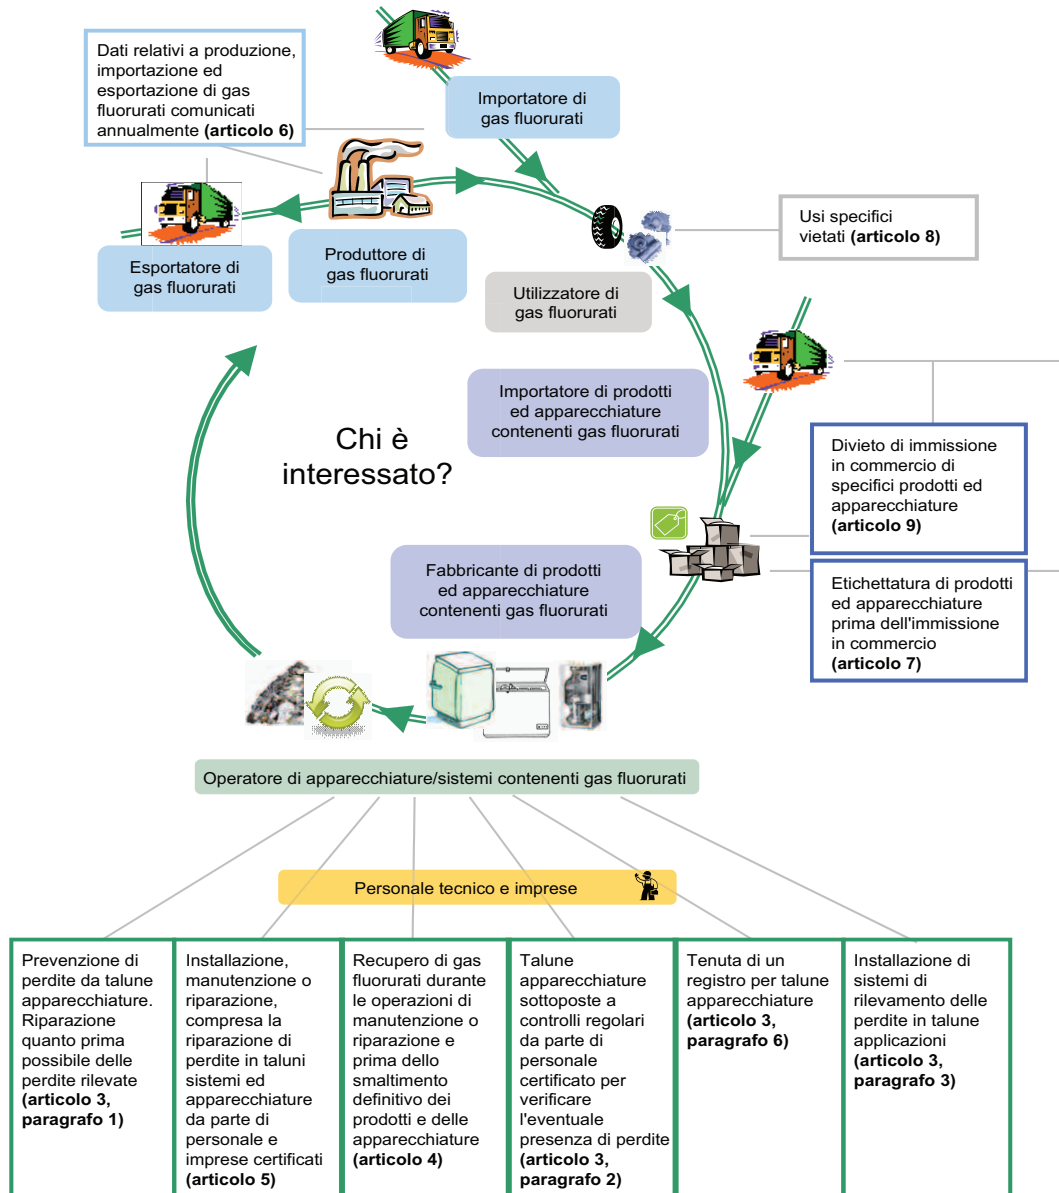 Dati relativi a produzione,
importazione ed
esportazione di gas
fluorurati comunicati
annualmente (articolo 6)
Importatore di
gas fluorurati
Esportatore di
gas fluorurati
Produttore di
gas fluorurati
Usi specifici
vietati (articolo 8)
Utilizzatore di
gas fluorurati
Importatore di prodotti
ed apparecchiature
contenenti gas fluorurati
Chi è
interessato?
Divieto di immissione
in commercio di
specifici prodotti ed
apparecchiature
(articolo 9)
Fabbricante di prodotti
ed apparecchiature
contenenti gas fluorurati
Etichettatura di prodotti
ed apparecchiature
prima dell'immissione
in commercio
(articolo 7)
Operatore di apparecchiature/sistemi contenenti gas fluorurati
Personale tecnico e imprese
Prevenzione di
perdite da talune
apparecchiature.
Riparazione
quanto prima
possibile delle
perdite rilevate
(articolo 3,
paragrafo 1)
Installazione,
manutenzione o
riparazione,
compresa la
riparazione di
perdite in taluni
sistemi ed
apparecchiature
da parte di
personale e
imprese certificati
(articolo 5)
Recupero di gas
fluorurati durante
le operazioni di
manutenzione o
riparazione e
prima dello
smaltimento
definitivo dei
prodotti e delle
apparecchiature
(articolo 4)
Talune
apparecchiature
sottoposte a
controlli regolari
da parte di
personale
certificato per
verificare
l'eventuale
presenza di perdite
(articolo 3,
paragrafo 2)
Tenuta di un
registro per talune
apparecchiature
(articolo 3,
paragrafo 6)
Installazione di
sistemi di
rilevamento delle
perdite in talune
applicazioni
(articolo 3,
paragrafo 3)